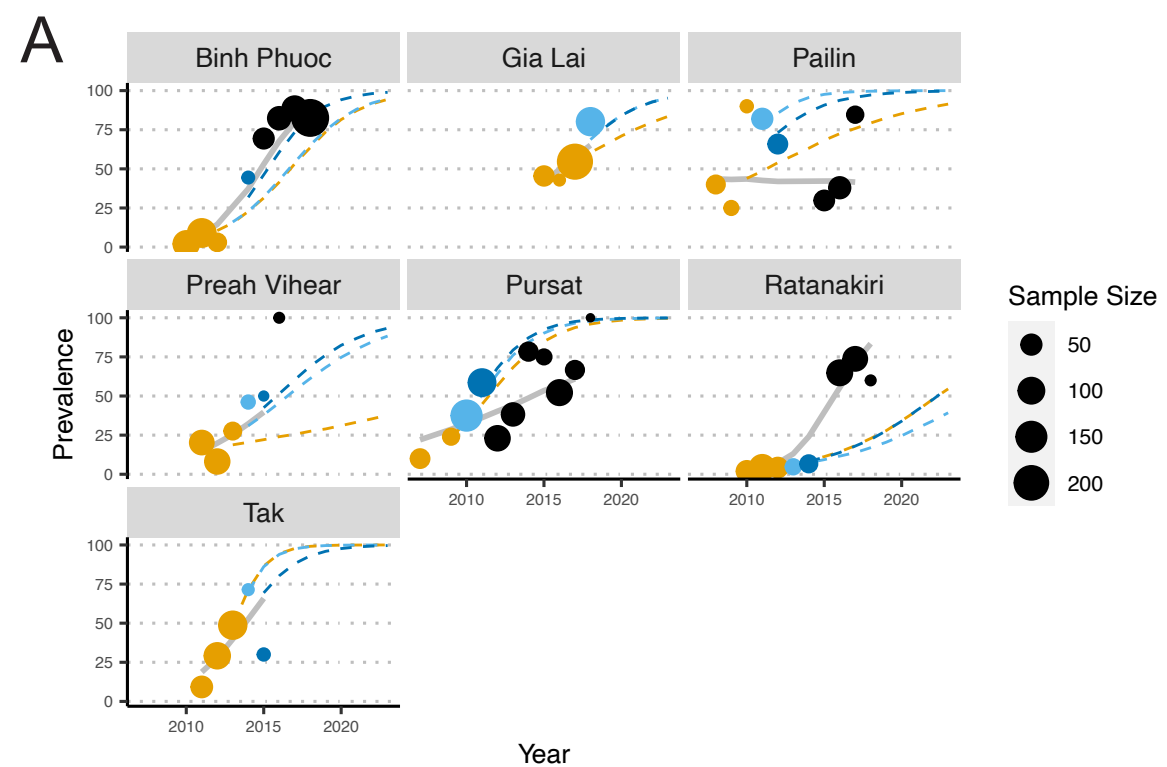 A
Binh Phuoc
Gia Lai
Pailin
100
75
50
25
0
Preah Vihear
Pursat
Ratanakiri
100
75
50
25
0
2010
2015
2020
2010
2015
2020
Tak
100
75
50
25
0
2010
2015
2020
Prevalence
Year
Sample Size
50
100
150
200